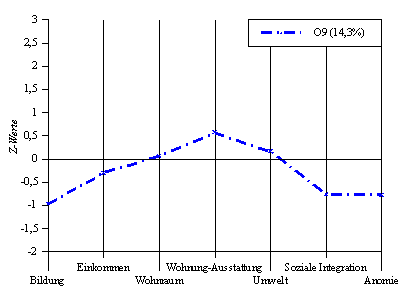 3
O9 (14,3%)
2,5
2
1,5
1
0,5
0
-0,5
-1
-1,5
-2
Z-Werte
Einkommen Wohnung-Ausstattung Soziale Integration
Bildung Wohnraum Umwelt Anomie